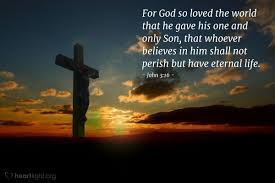 For God so loved the world
that he gave his one and
only Son, that whoever
believes in him shall not
perish but have eternal life.
- John 3:16 -
heartlight.org